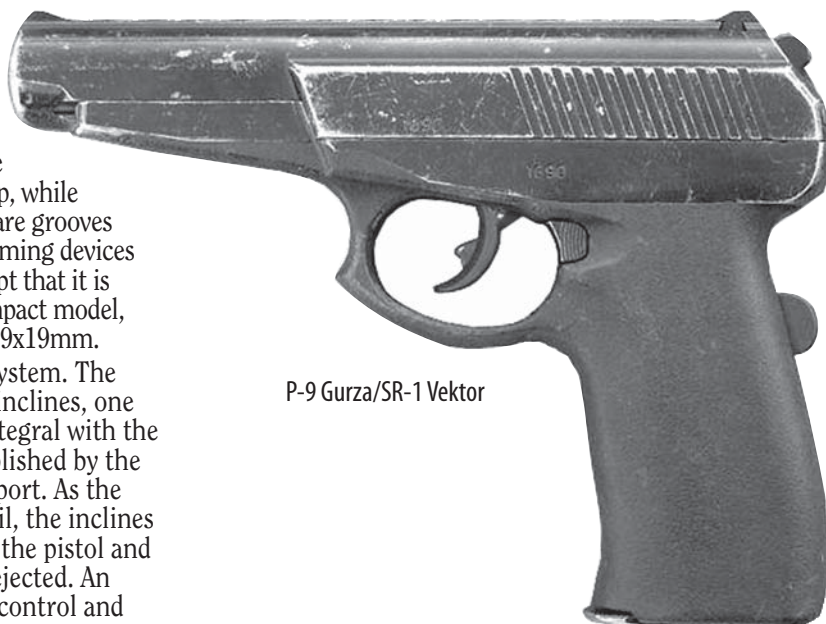 p, while
are grooves
ming devices
pt that it is
mpact model,
9x19mm.
ystem. The
inclines, one
tegral with the
lished by the
port. As the
il, the inclines
the pistol and
ejected. An
control and
P-9 Gurza/SR-1 Vektor
1690